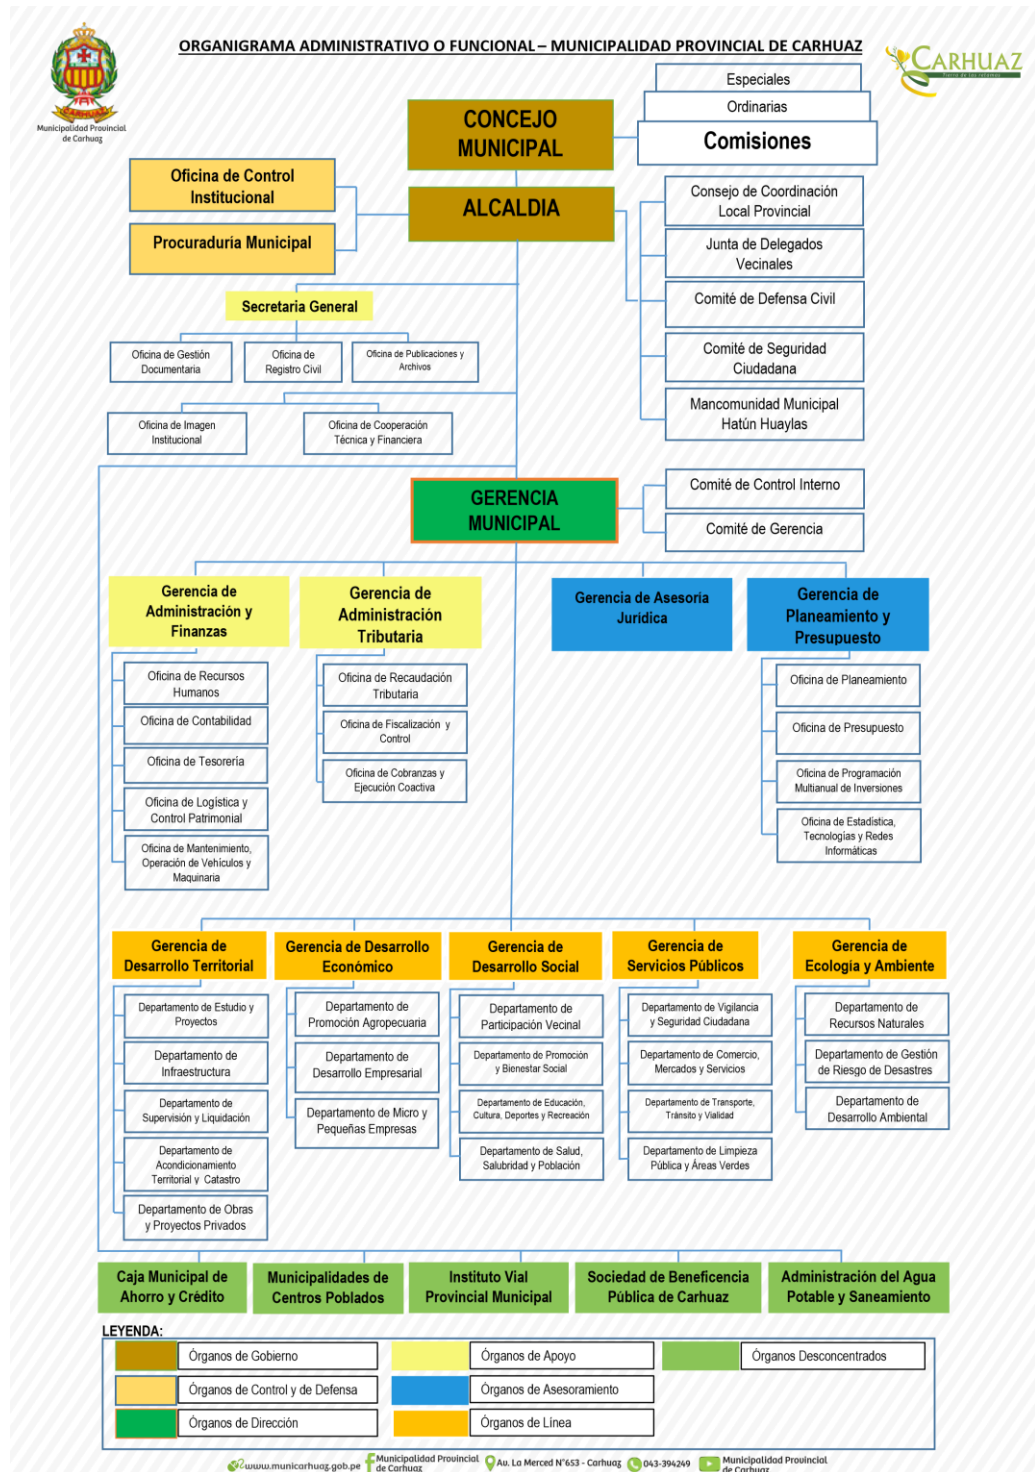 ORGANIGRAMA ADMINISTRATIVO O FUNCIONAL – MUNICIPALIDAD PROVINCIAL DE CARHUAZ
CARHUAZ
Municipalidad Provincial
de Carhuaz
CARHUAZ
Tierra de las retamas
Especiales
Ordinarias
Comisiones
CONCEJO
MUNICIPAL
ALCALDIA
Oficina de Control
Institucional
Procuraduría Municipal
Consejo de Coordinación
Local Provincial
Junta de Delegados
Vecinales
Comité de Defensa Civil
Comité de Seguridad
Ciudadana
Mancomunidad Municipal
Hatún Huaylas
Secretaria General
Oficina de Gestión
Documentaria
Oficina de
Registro Civil
Oficina de Publicaciones y
Archivos
Oficina de Imagen
Institucional
Oficina de Cooperación
Técnica y Financiera
GERENCIA
MUNICIPAL
Comité de Control Interno
Comité de Gerencia
Gerencia de
Administración y
Finanzas
Oficina de Recursos
Humanos
Oficina de Contabilidad
Oficina de Tesorería
Oficina de Logística y
Control Patrimonial
Oficina de Mantenimiento,
Operación de Vehículos y
Maquinaria
Gerencia de
Administración
Tributaria
Oficina de Recaudación
Tributaria
Oficina de Fiscalización y
Control
Oficina de Cobranzas y
Ejecución Coactiva
Gerencia de Asesoría
Jurídica
Gerencia de
Planeamiento y
Presupuesto
Oficina de Planeamiento
Oficina de Presupuesto
Oficina de Programación
Multianual de Inversiones
Oficina de Estadística,
Tecnologías y Redes
Informáticas
Gerencia de
Desarrollo Territorial
Departamento de Estudio y
Proyectos
Departamento de
Infraestructura
Departamento de
Supervisión y Liquidación
Departamento de
Acondicionamiento
Territorial y Catastro
Departamento de Obras
y Proyectos Privados
Gerencia de Desarrollo
Económico
Departamento de
Promoción Agropecuaria
Departamento de
Desarrollo Empresarial
Departamento de Micro y
Pequeñas Empresas
Gerencia de
Desarrollo Social
Departamento de
Participación Vecinal
Departamento de Promoción
y Bienestar Social
Departamento de Educación,
Cultura, Deportes y Recreación
Departamento de Salud,
Salubridad y Población
Gerencia de
Servicios Públicos
Departamento de Vigilancia
y Seguridad Ciudadana
Departamento de Comercio,
Mercados y Servicios
Departamento de Transporte,
Tránsito y Vialidad
Departamento de Limpieza
Pública y Áreas Verdes
Gerencia de
Ecología y Ambiente
Departamento de
Recursos Naturales
Departamento de Gestión
de Riesgo de Desastres
Departamento de
Desarrollo Ambiental
Caja Municipal de
Ahorro y Crédito
Municipalidades de
Centros Poblados
Instituto Vial
Provincial Municipal
Sociedad de Beneficencia
Pública de Carhuaz
Administración del Agua
Potable y Saneamiento
LEYENDA:
Órganos de Gobierno
Órganos de Apoyo
Órganos Desconcentrados
Órganos de Control y de Defensa
Órganos de Asesoramiento
Órganos de Dirección
Órganos de Línea
www.municarhuaz.gob.pe
Municipalidad Provincial
de Carhuaz
Av. La Merced N°653 - Carhuaz
043-394249
Municipalidad Provincial
de Carhuaz